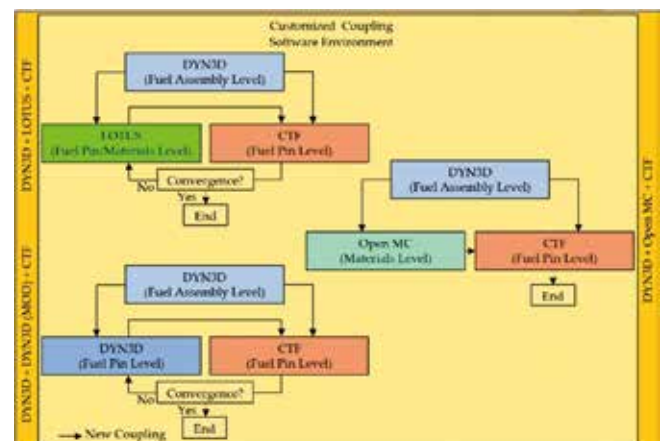 Customized Coupling
Software Environment
DYN3D + LOTUS + CTF
DYN3D
(Fuel Assembly Level)
LOTUS
(Fuel Pin/Materials Level)
CTF
(Fuel Pin Level)
No
Convergence?
Yes
End
DYN3D + DYN3D (MOD) + CTF
DYN3D
(Fuel Assembly Level)
DYN3D
(Fuel Pin Level)
CTF
(Fuel Pin Level)
No
Convergence?
Yes
End
New Coupling
DYN3D
(Fuel Assembly Level)
Open MC
(Materials Level)
CTF
(Fuel Pin Level)
End
DYN3D + Open MC + CTF